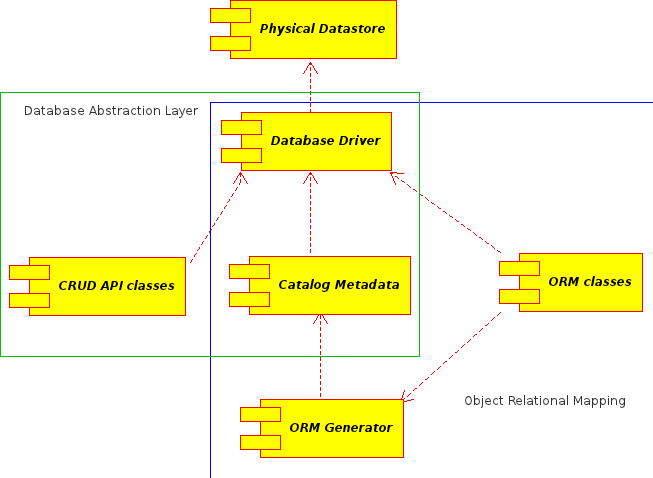 Physical Datastore
Database Abstraction Layer
Database Driver
CRUD API classes
Catalog Metadata
ORM classes
Object Relational Mapping
ORM Generator